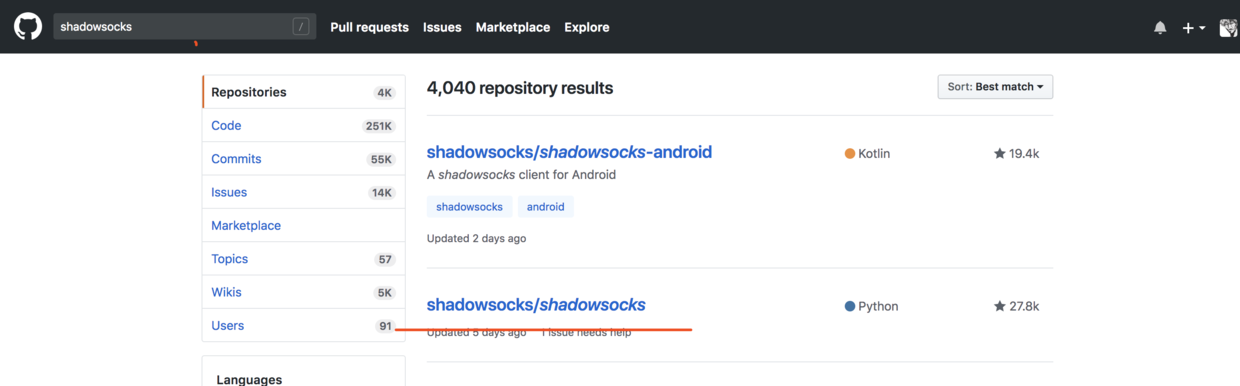 shadowsocks /
Pull requests Issues Marketplace Explore
Repositories 4K
Code 251K
Commits 55K
Issues 14K
Marketplace
Topics 57
Wikis 5K
Users 91
Languages
4,040 repository results
Sort: Best match
shadowsocks/shadowsocks-android
Kotlin
19.4k
A shadowsocks client for Android
shadowsocks android
Updated 2 days ago
shadowsocks/shadowsocks
Python
27.8k
Updated 5 days ago 1 issue needs help